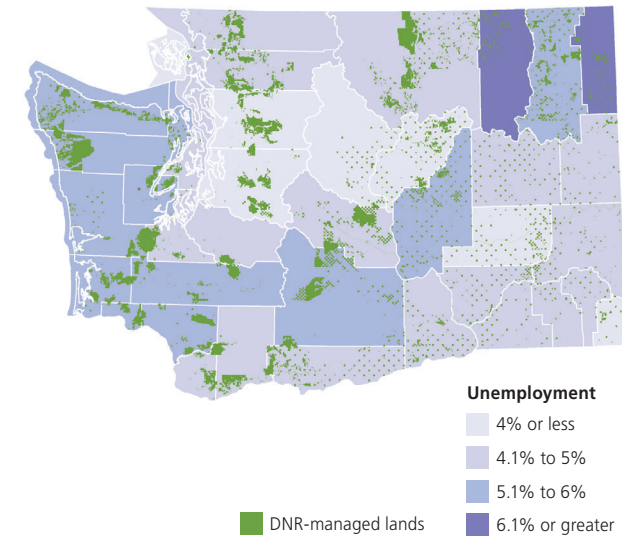 Unemployment
4% or less
4.1% to 5%
5.1% to 6%
DNR-managed lands
6.1% or greater